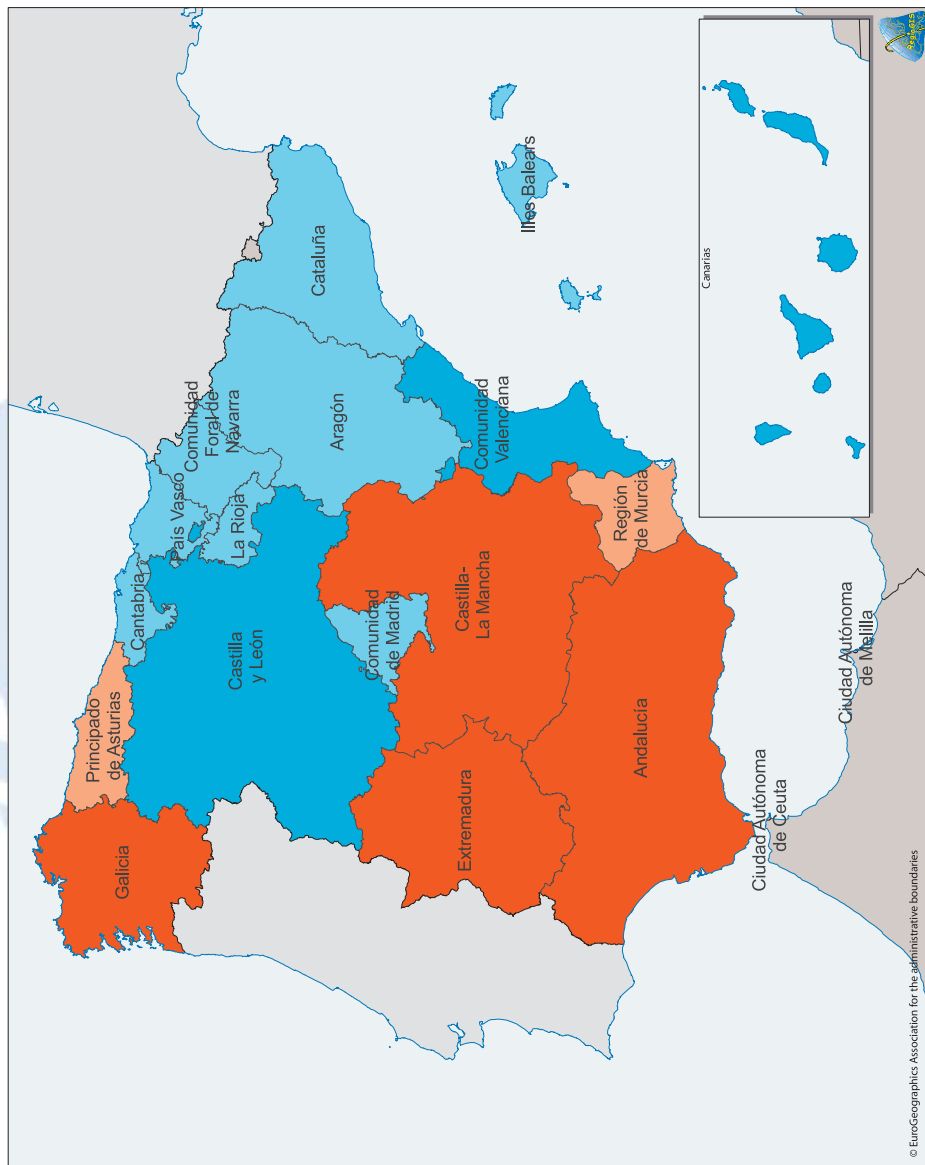 Galicia
Principado
de Asturias
Cantabria
País Vasco
Comunidad
Foral de
Navarra
La Rioja
Aragón
Cataluña
Castilla
y León
Comunidad
de Madrid
Castilla-
La Mancha
Extremadura
Comunidad
Valenciana
Illes Balears
Región
de Murcia
Andalucía
Ciudad Autónoma
de Ceuta
Ciudad Autónoma
de Melilla
Canarias
© EuroGeographics Association for the administrative boundaries
RegioGIS